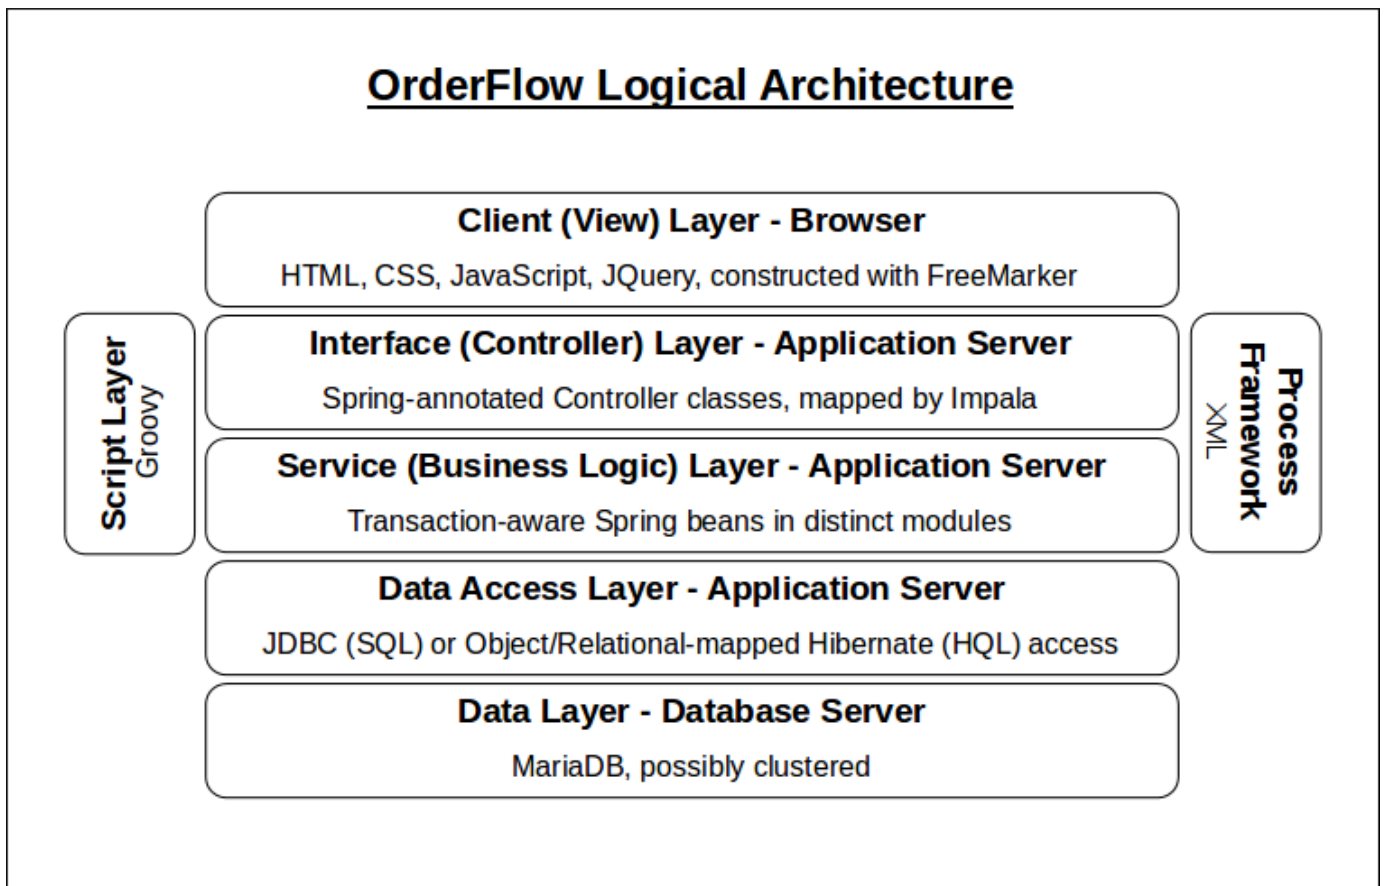 OrderFlow Logical Architecture
Client (View) Layer - Browser
HTML, CSS, JavaScript, JQuery, constructed with FreeMarker
Script Layer
Groovy
Interface (Controller) Layer - Application Server
Spring-annotated Controller classes, mapped by Impala
Service (Business Logic) Layer - Application Server
Transaction-aware Spring beans in distinct modules
Process
Framework
XML
Data Access Layer - Application Server
JDBC (SQL) or Object/Relational-mapped Hibernate (HQL) access
Data Layer - Database Server
MariaDB, possibly clustered